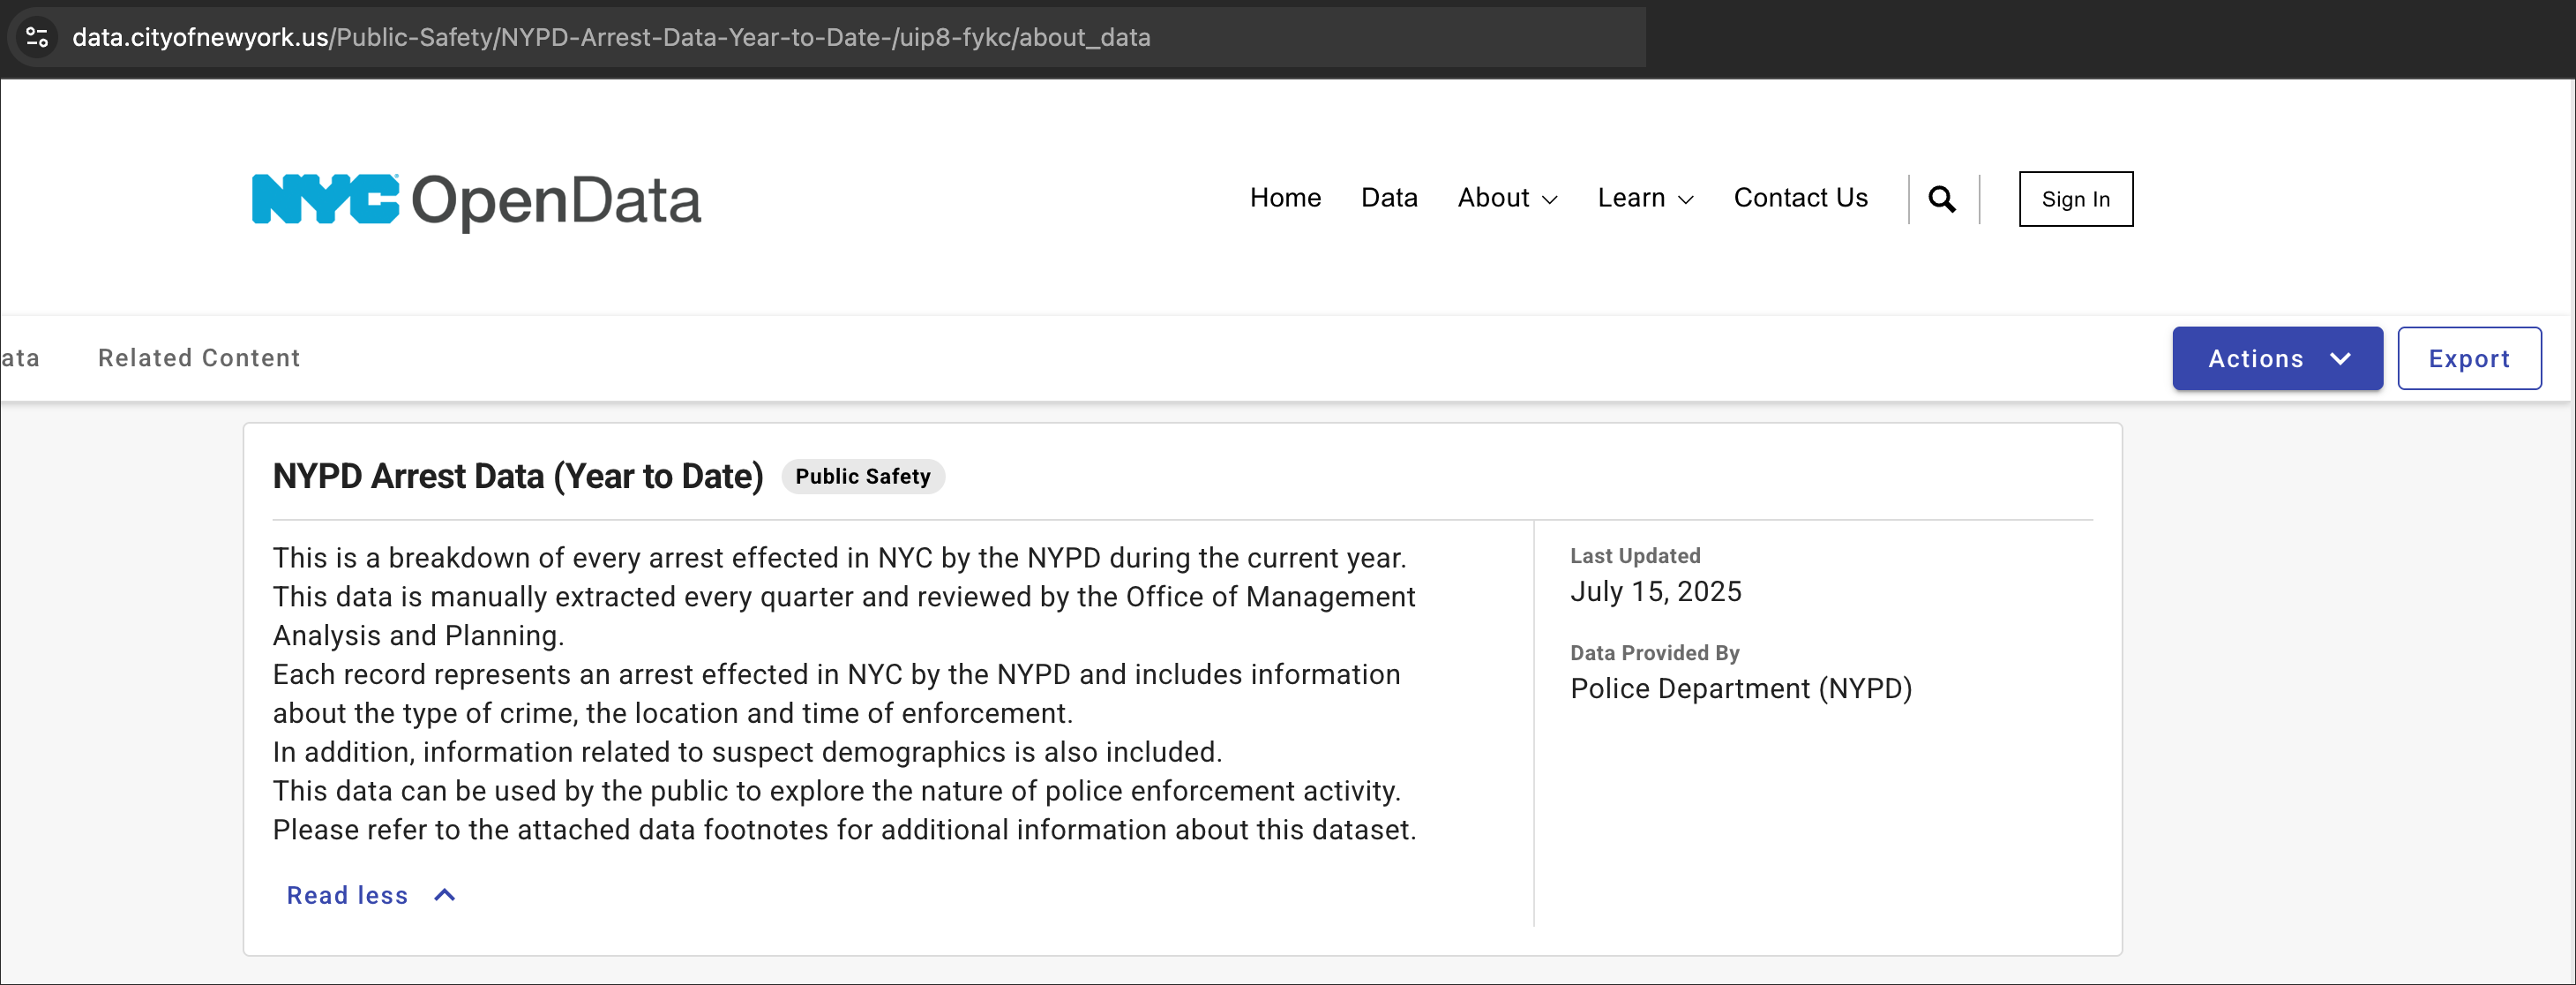 data.cityofnewyork.us/Public-Safety/NYPD-Arrest-Data-Year-to-Date-/uip8-fykc/about_data
NYC OpenData
Home Data About Learn Contact Us Sign In
ata Related Content Actions Export
NYPD Arrest Data (Year to Date) Public Safety
This is a breakdown of every arrest effected in NYC by the NYPD during the current year.
This data is manually extracted every quarter and reviewed by the Office of Management
Analysis and Planning.
Each record represents an arrest effected in NYC by the NYPD and includes information
about the type of crime, the location and time of enforcement.
In addition, information related to suspect demographics is also included.
This data can be used by the public to explore the nature of police enforcement activity.
Please refer to the attached data footnotes for additional information about this dataset.
Read less
Last Updated
July 15, 2025
Data Provided By
Police Department (NYPD)